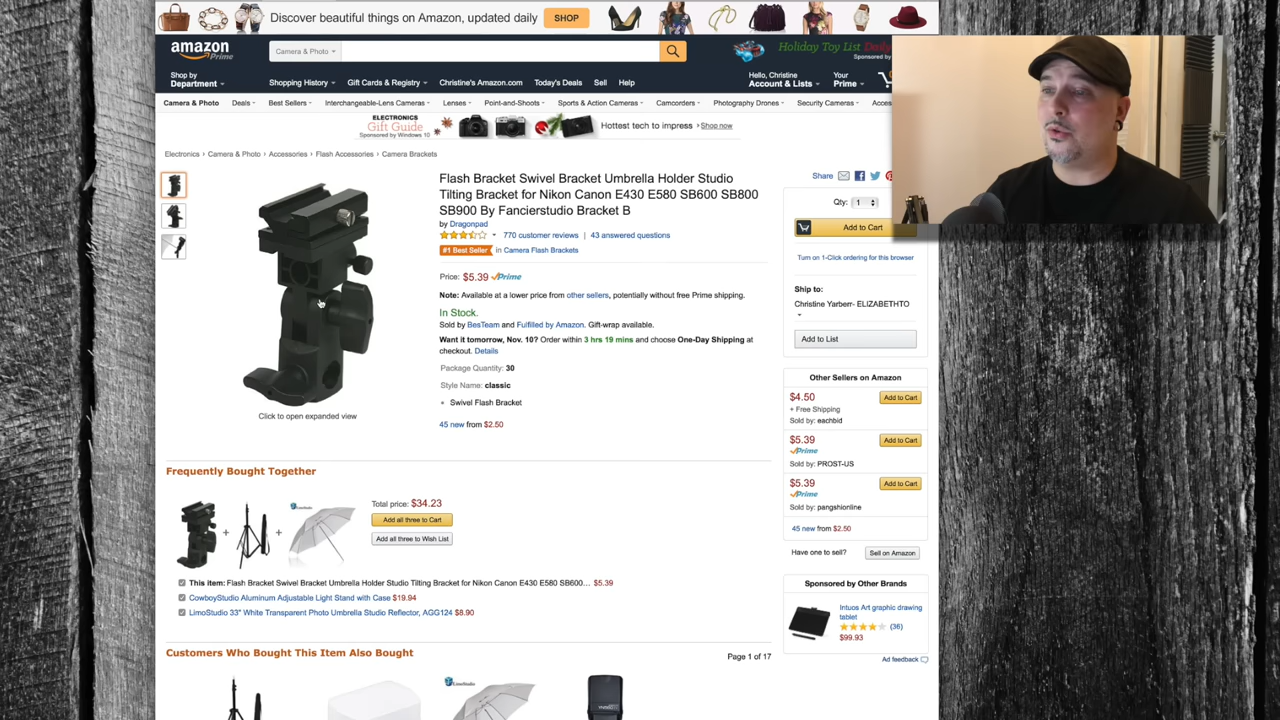 Discover beautiful things on Amazon, updated daily SHOP
amazon Prime
Camera & Photo
Holiday Toy List
Sponsored by
Shop by Department
Shopping History
Gift Cards & Registry
Christine's Amazon.com
Today's Deals
Sell
Help
Hello, Christine
Account & Lists
Your Prime
Camera & Photo Deals Best Sellers Interchangeable-Lens Cameras Lenses Point-and-Shoots Sports & Action Cameras Camcorders Photography Drones Security Cameras
ELECTRONICS
Gift Guide
Sponsored by Windows 10
Hottest tech to impress Shop now
Electronics › Camera & Photo › Accessories › Flash Accessories › Camera Brackets
Click to open expanded view
Flash Bracket Swivel Bracket Umbrella Holder Studio
Tilting Bracket for Nikon Canon E430 E580 SB600 SB800
SB900 By Fancierstudio Bracket B
by Dragonpad
770 customer reviews | 43 answered questions
#1 Best Seller in Camera Flash Brackets
Price: $5.39 Prime
Note: Available at a lower price from other sellers, potentially without free Prime shipping.
In Stock.
Sold by BesTeam and Fulfilled by Amazon. Gift-wrap available.
Want it tomorrow, Nov. 10? Order within 3 hrs 19 mins and choose One-Day Shipping at
checkout. Details
Package Quantity: 30
Style Name: classic
• Swivel Flash Bracket
45 new from $2.50
Share
Qty: 1
Add to Cart
Turn on 1-Click ordering for this browser
Ship to:
Christine Yarberr- ELIZABETHTO
Add to List
Other Sellers on Amazon
$4.50 Add to Cart
+ Free Shipping
Sold by: eachbid
$5.39 Add to Cart
Prime
Sold by: PROST-US
$5.39 Add to Cart
Prime
Sold by: pangshionline
45 new from $2.50
Have one to sell? Sell on Amazon
Sponsored by Other Brands
Intuos Art graphic drawing
tablet
(36)
$99.93
Ad feedback
Frequently Bought Together
LimoStudio
Total price: $34.23
Add all three to Cart
Add all three to Wish List
This item: Flash Bracket Swivel Bracket Umbrella Holder Studio Tilting Bracket for Nikon Canon E430 E580 SB600... $5.39
CowboyStudio Aluminum Adjustable Light Stand with Case $19.94
LimoStudio 33" White Transparent Photo Umbrella Studio Reflector, AGG124 $8.90
Customers Who Bought This Item Also Bought
Page 1 of 17
LimoStudio